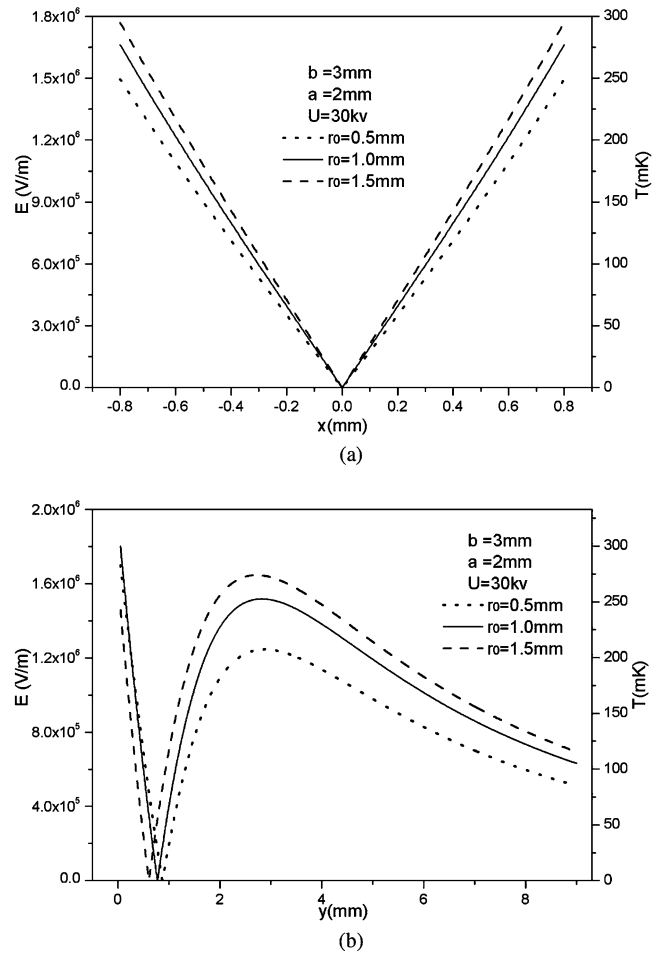 1.8x10⁶
1.5x10⁶
1.2x10⁶
9.0x10⁵
6.0x10⁵
3.0x10⁵
0.0
E (V/m)
b =3mm
a =2mm
U=30kv
r₀=0.5mm
r₀=1.0mm
r₀=1.5mm
300
250
200
150
100
50
0
T(mK)
-0.8 -0.6 -0.4 -0.2 0.0 0.2 0.4 0.6 0.8
x(mm)
(a)
2.0x10⁶
1.6x10⁶
1.2x10⁶
8.0x10⁵
4.0x10⁵
0.0
E (V/m)
b =3mm
a =2mm
U=30kv
r₀=0.5mm
r₀=1.0mm
r₀=1.5mm
300
250
200
150
100
50
0
T(mK)
0 2 4 6 8
y(mm)
(b)